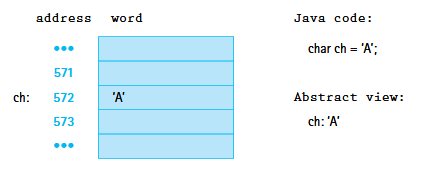 address word Java code:
••• char ch = 'A';
571
ch: 572 'A' Abstract view:
573 ch: 'A'
•••